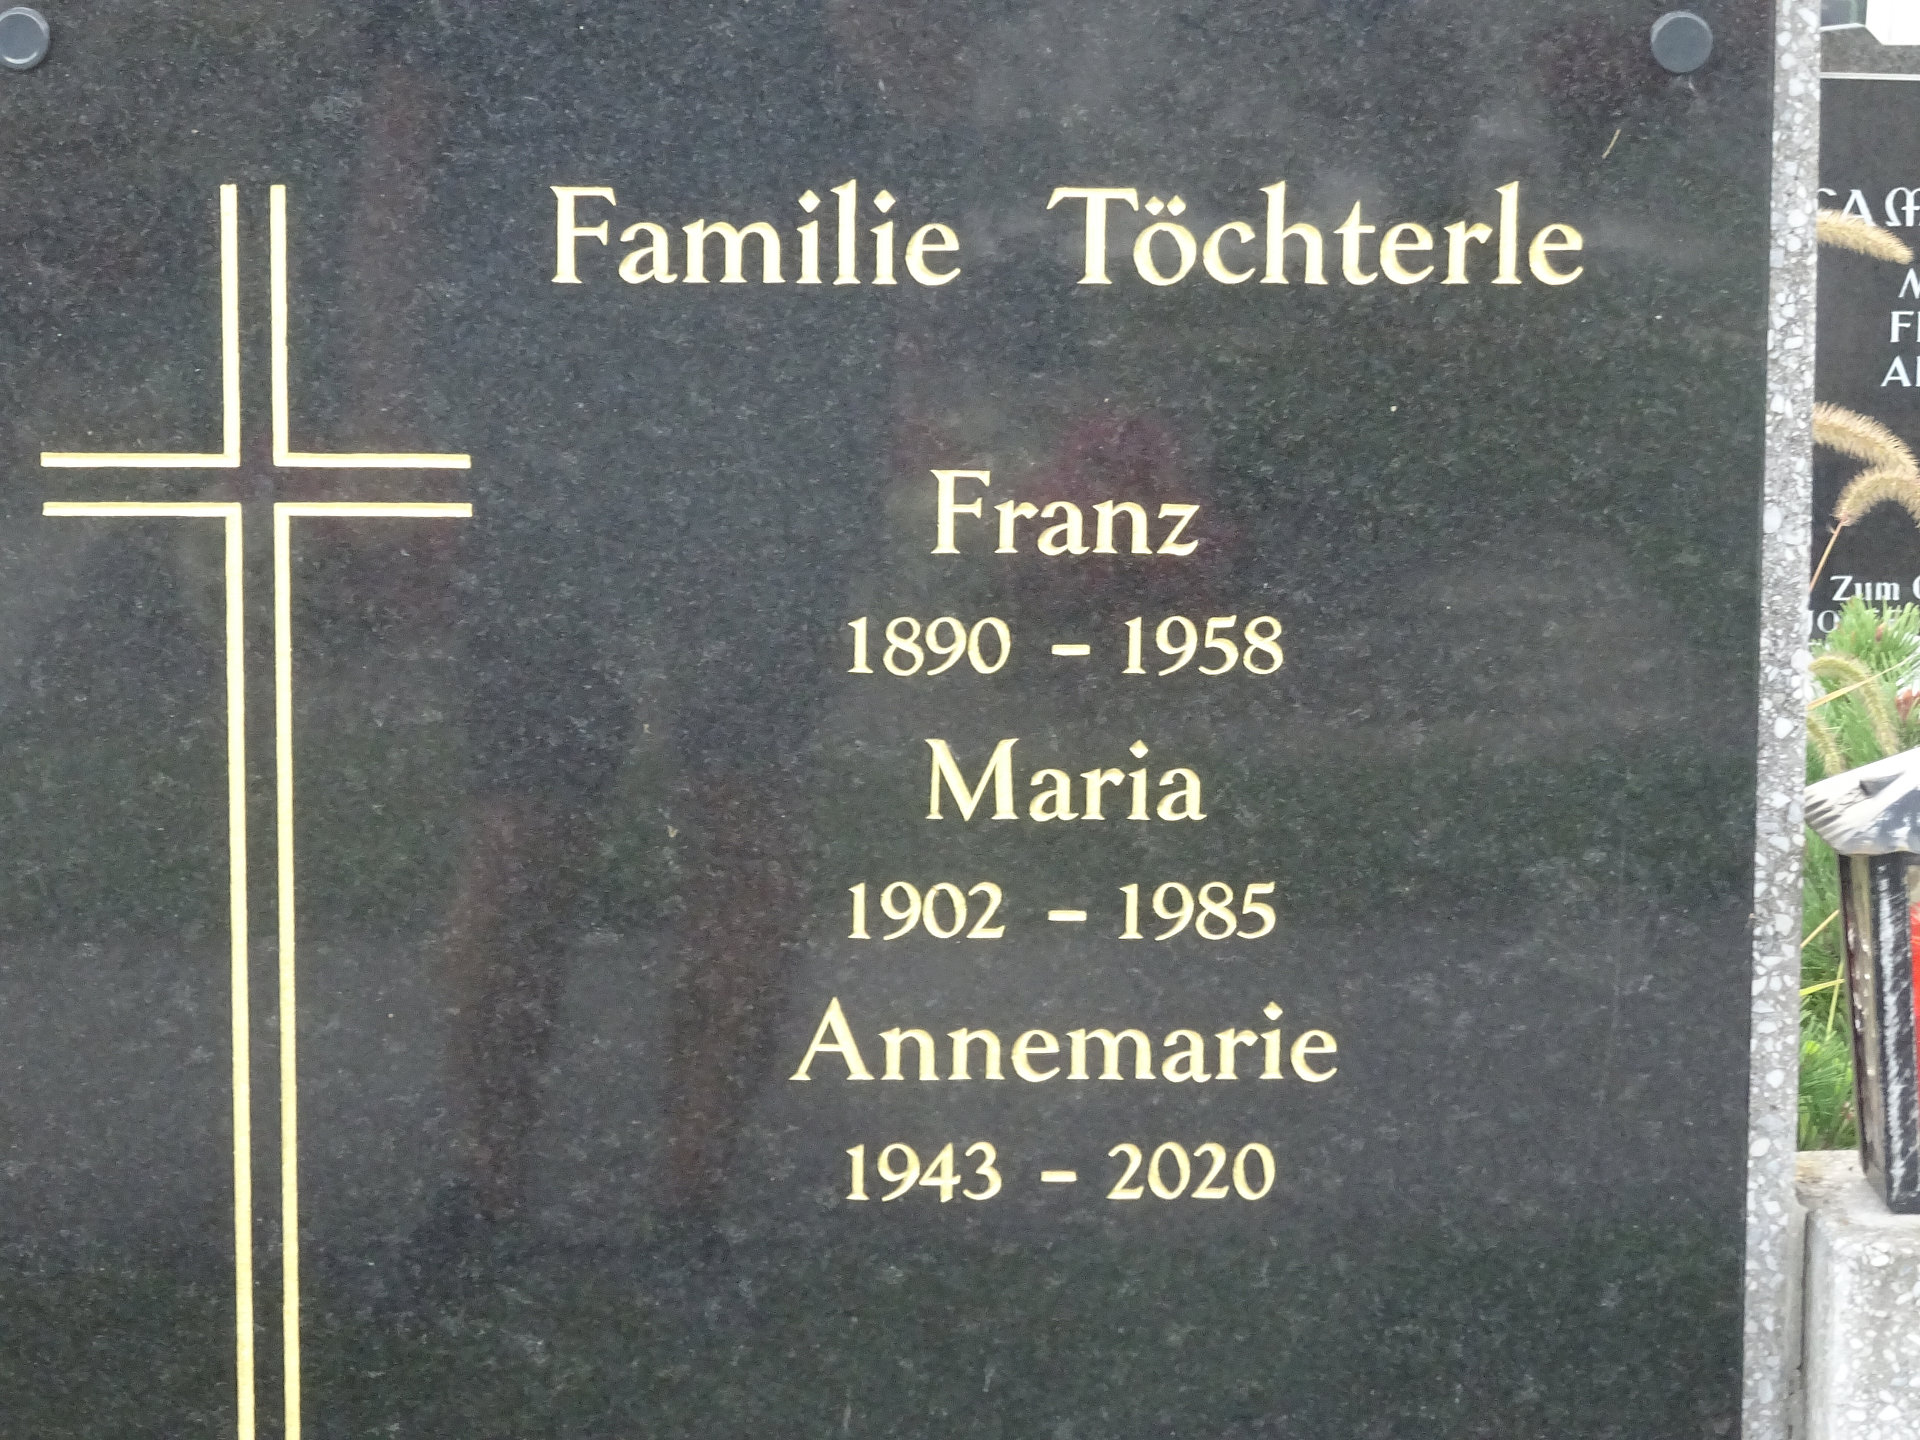 Familie Töchterle
Franz
1890 – 1958
Maria
1902 – 1985
Annemarie
1943 – 2020
Zum